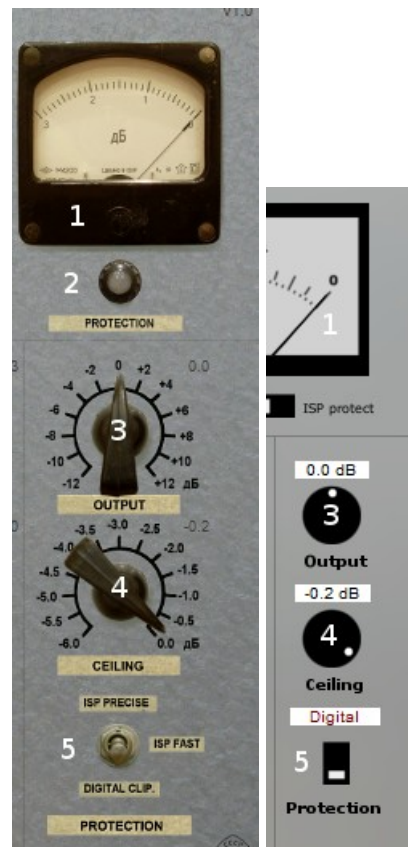 V1.0
3 2 1 0
дБ
1
2
PROTECTION
3 0.0
-12 -10 -8 -6 -4 -2 0 +2 +4 +6 +8 +10 +12 дБ
3
OUTPUT
0 -0.2
-6.0 -5.5 -5.0 -4.5 -4.0 -3.5 -3.0 -2.5 -2.0 -1.5 -1.0 -0.5 0.0 дБ
4
CEILING
ISP PRECISE
5 ISP FAST
DIGITAL CLIP.
PROTECTION
СССР
0
1
ISP protect
0.0 dB
3
Output
-0.2 dB
4
Ceiling
Digital
5
Protection